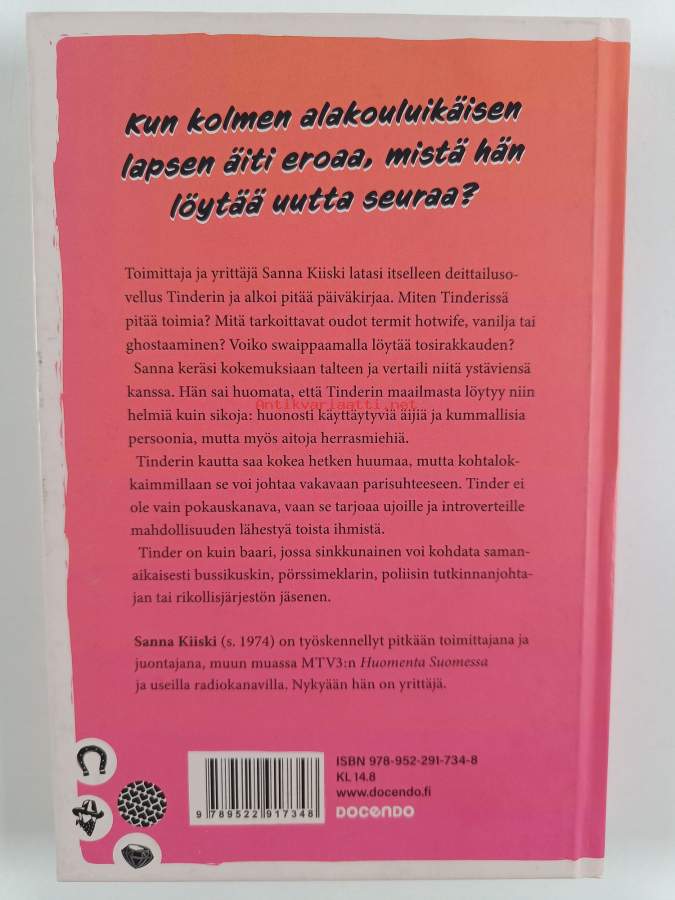 Kun kolmen alakouluikäisen
lapsen äiti eroaa, mistä hän
löytää uutta seuraa?
Toimittaja ja yrittäjä Sanna Kiiski latasi itselleen deittailuso-
vellus Tinderin ja alkoi pitää päiväkirjaa. Miten Tinderissä
pitää toimia? Mitä tarkoittavat oudot termit hotwife, vanilja tai
ghostaaminen? Voiko swaippaamalla löytää tosirakkauden?
Sanna keräsi kokemuksiaan talteen ja vertaili niitä ystäviensä
kanssa. Hän sai huomata, että Tinderin maailmasta löytyy niin
helmiä kuin sikoja: huonosti käyttäytyviä äijiä ja kummallisia
Antikvariaatti.net
persoonia, mutta myös aitoja herrasmiehiä.
Tinderin kautta saa kokea hetken huumaa, mutta kohtalok-
kaimmillaan se voi johtaa vakavaan parisuhteeseen. Tinder ei
ole vain pokauskanava, vaan se tarjoaa ujoille ja introverteille
mahdollisuuden lähestyä toista ihmistä.
Tinder on kuin baari, jossa sinkkunainen voi kohdata saman-
aikaisesti bussikuskin, pörssimeklarin, poliisin tutkinnanjohta-
jan tai rikollisjärjestön jäsenen.
Sanna Kiiski (s. 1974) on työskennellyt pitkään toimittajana ja
juontajana, muun muassa MTV3:n Huomenta Suomessa
ja useilla radiokanavilla. Nykyään hän on yrittäjä.
ISBN 978-952-291-734-8
KL 14.8
www.docendo.fi
DOCENDO
9 789522 917348